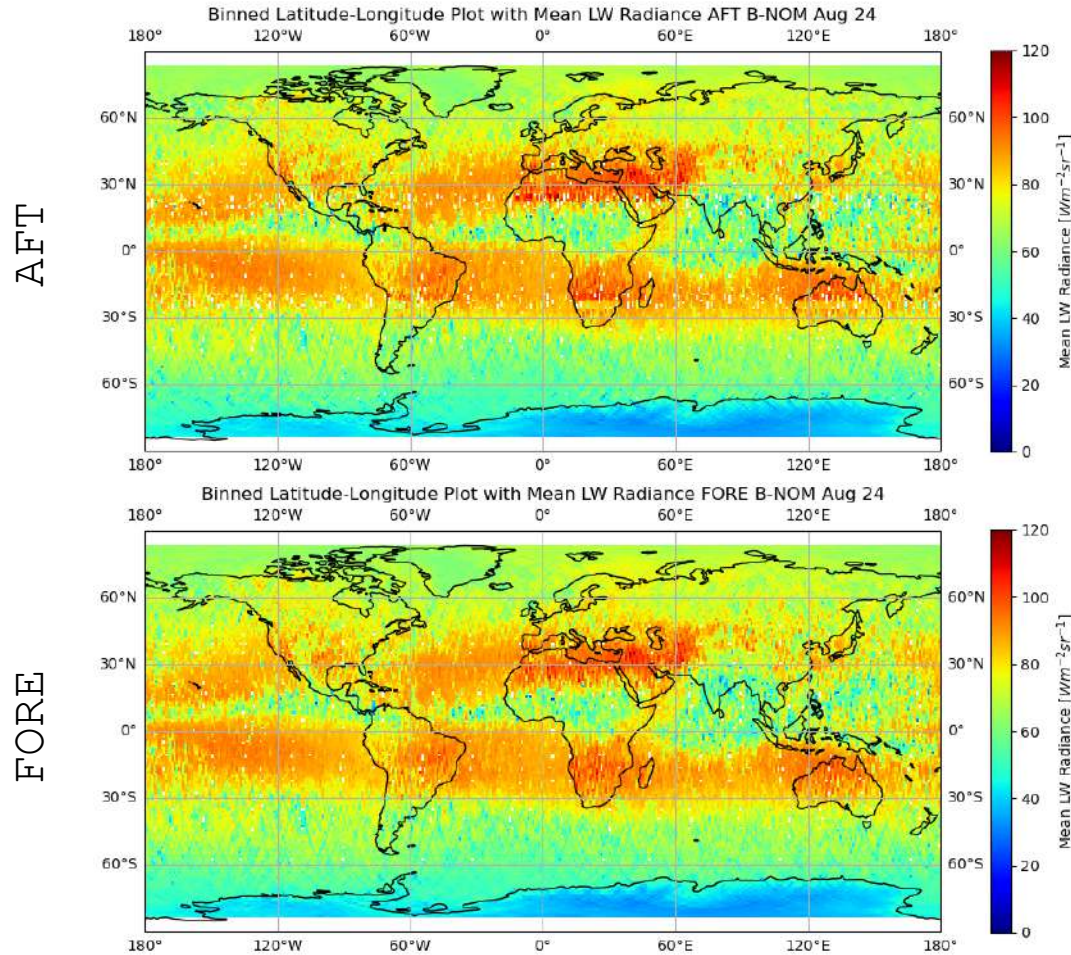 Binned Latitude-Longitude Plot with Mean LW Radiance AFT B-NOM Aug 24
180° 120°W 60°W 0° 60°E 120°E 180°
120
100
80
60
40
20
0
Mean LW Radiance [Wm⁻²sr⁻¹]
60°N 60°N
30°N 30°N
0° 0°
30°S 30°S
60°S 60°S
180° 120°W 60°W 0° 60°E 120°E 180°
AFT
Binned Latitude-Longitude Plot with Mean LW Radiance FORE B-NOM Aug 24
180° 120°W 60°W 0° 60°E 120°E 180°
120
100
80
60
40
20
0
Mean LW Radiance [Wm⁻²sr⁻¹]
60°N 60°N
30°N 30°N
0° 0°
30°S 30°S
60°S 60°S
180° 120°W 60°W 0° 60°E 120°E 180°
FORE